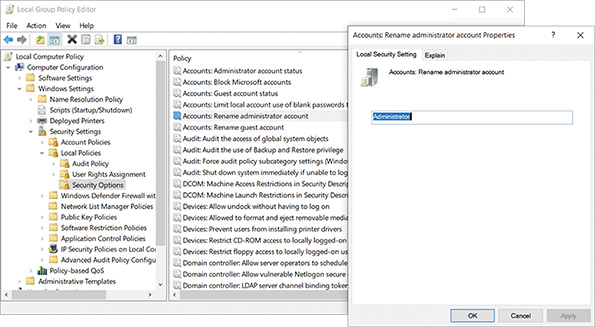 Local Group Policy Editor
File Action View Help
Local Computer Policy
Computer Configuration
Software Settings
Windows Settings
Name Resolution Policy
Scripts (Startup/Shutdown)
Deployed Printers
Security Settings
Account Policies
Local Policies
Audit Policy
User Rights Assignment
Security Options
Windows Defender Firewall wit
Network List Manager Policies
Public Key Policies
Software Restriction Policies
Application Control Policies
IP Security Policies on Local Co
Advanced Audit Policy Configu
Policy-based QoS
Administrative Templates
Policy
Accounts: Administrator account status
Accounts: Block Microsoft accounts
Accounts: Guest account status
Accounts: Limit local account use of blank passwords t
Accounts: Rename administrator account
Accounts: Rename guest account
Audit: Audit the access of global system objects
Audit: Audit the use of Backup and Restore privilege
Audit: Force audit policy subcategory settings (Window
Audit: Shut down system immediately if unable to log
DCOM: Machine Access Restrictions in Security Descrip
DCOM: Machine Launch Restrictions in Security Descrip
Devices: Allow undock without having to log on
Devices: Allowed to format and eject removable media
Devices: Prevent users from installing printer drivers
Devices: Restrict CD-ROM access to locally logged-on
Devices: Restrict floppy access to locally logged-on
Domain controller: Allow server operators to schedule
Domain controller: Allow vulnerable Netlogon secure
Domain controller: LDAP server channel binding token
Accounts: Rename administrator account Properties
Local Security Setting Explain
Accounts: Rename administrator account
Administrator
OK Cancel Apply